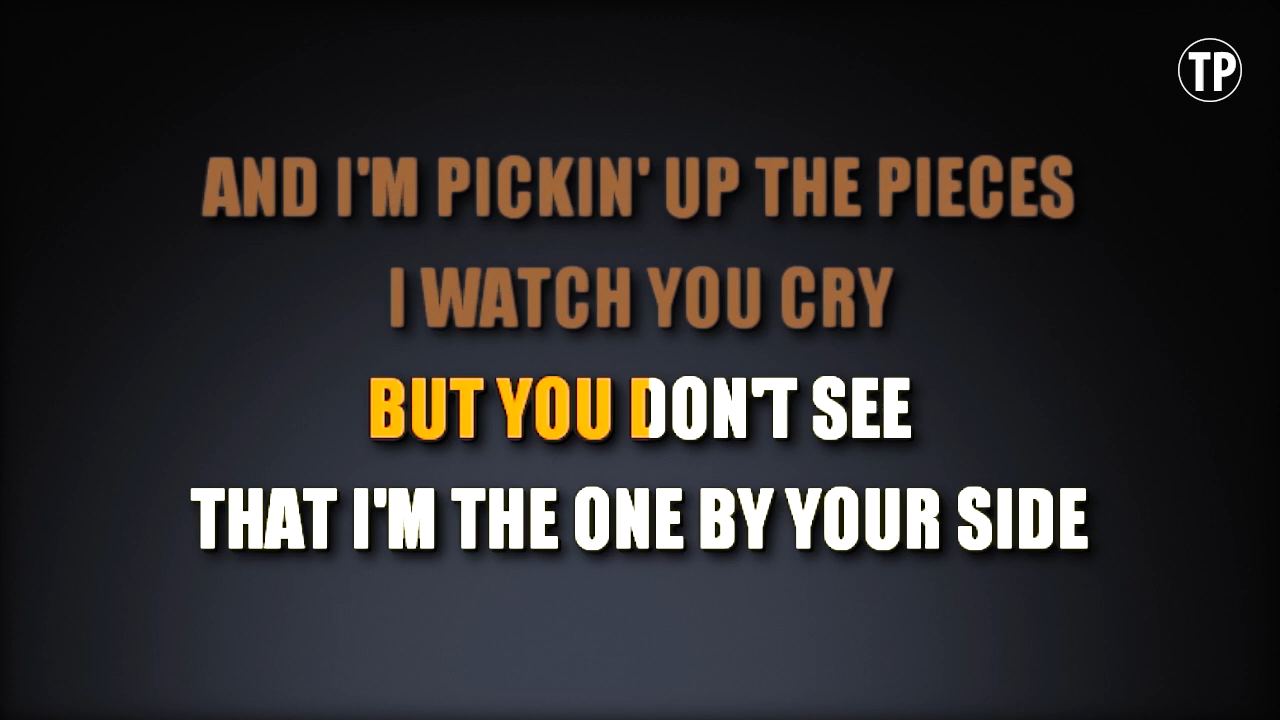 TP
AND I'M PICKIN' UP THE PIECES
I WATCH YOU CRY
BUT YOU DON'T SEE
THAT I'M THE ONE BY YOUR SIDE